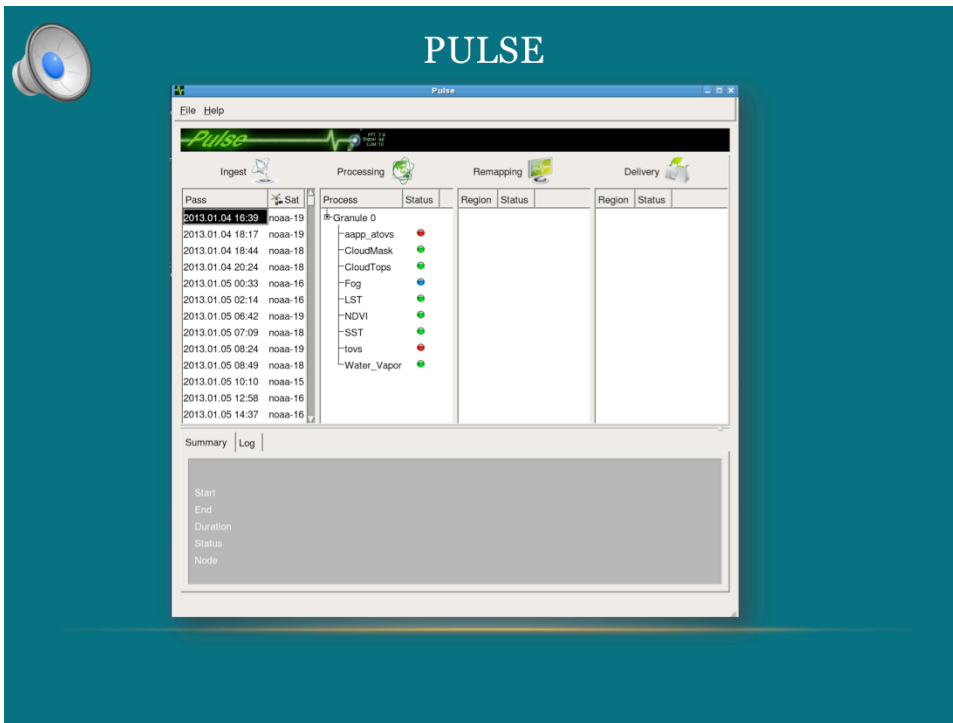 PULSE
Pulse
File Help
Pulse
Ingest Processing Remapping Delivery
Pass Sat Process Status Region Status Region Status
2013.01.04 16:39 noaa-19 Granule 0
2013.01.04 18:17 noaa-19 aapp_atovs
2013.01.04 18:44 noaa-18 CloudMask
2013.01.04 20:24 noaa-18 CloudTops
2013.01.05 00:33 noaa-16 Fog
2013.01.05 02:14 noaa-16 LST
2013.01.05 06:42 noaa-19 NDVI
2013.01.05 07:09 noaa-18 SST
2013.01.05 08:24 noaa-19 tovs
2013.01.05 08:49 noaa-18 Water_Vapor
2013.01.05 10:10 noaa-15
2013.01.05 12:58 noaa-16
2013.01.05 14:37 noaa-16
Summary Log
Start
End
Duration
Status
Node